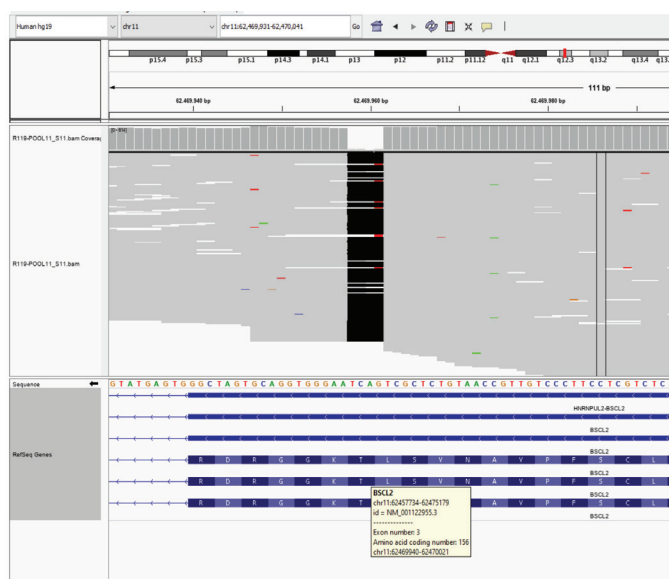 Human hg19 chr11 chr11:62,469,931-62,470,041 Go
p15.4 p15.3 p15.1 p14.3 p14.1 p13 p12 p11.2 p11.12 q11 q12.1 q12.3 q13.2 q13.4
111 bp
62.469.940 bp 62.469.960 bp 62.469.980 bp
R119-POOL11_S11.bam Coverag
R119-POOL11_S11.bam
Sequence
G T A T G A G T G G G C T A G T G C A G G T G G G A A T C A G T C G C T C T G T A A C C G T T G T C C C T T C C T C G T C T C
HNRNPUL2-BSCL2
BSCL2
RefSeq Genes
BSCL2
R D R G G K T L S V N A V P F S C L
BSCL2
R D R G G K T L S V N A V P F S C L
BSCL2
R D R G G K T L S V N A V P F S C L
BSCL2
BSCL2
chr11:62457734-62475179
id = NM_001122955.3
--------------
Exon number: 3
Amino acid coding number: 156
chr11:62469940-62470021